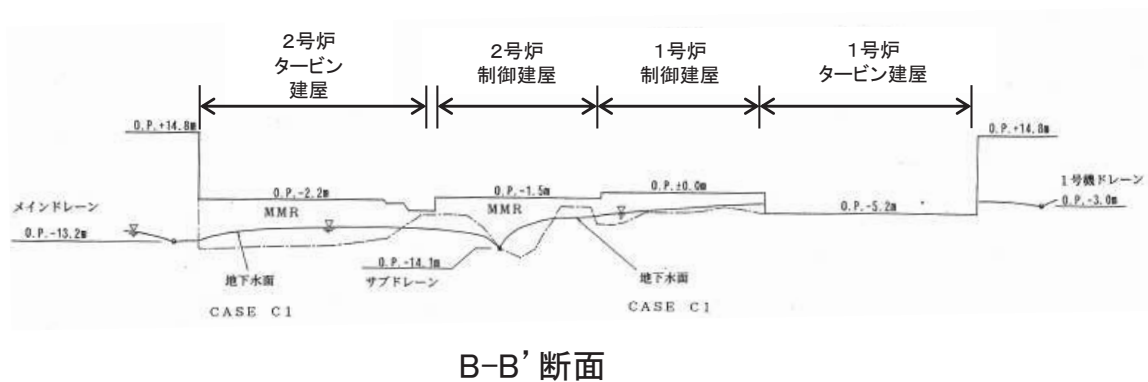 2号炉
タービン
建屋
2号炉
制御建屋
1号炉
制御建屋
1号炉
タービン建屋
O.P.+14.8m
O.P.+14.8m
O.P.-2.2m
O.P.-1.5m
O.P.±0.0m
1号機ドレーン
O.P.-3.0m
メインドレーン
MMR
MMR
O.P.-5.2m
O.P.-13.2m
O.P.-14.1m
サブドレーン
地下水面
地下水面
CASE C1
CASE C1
B-B’断面